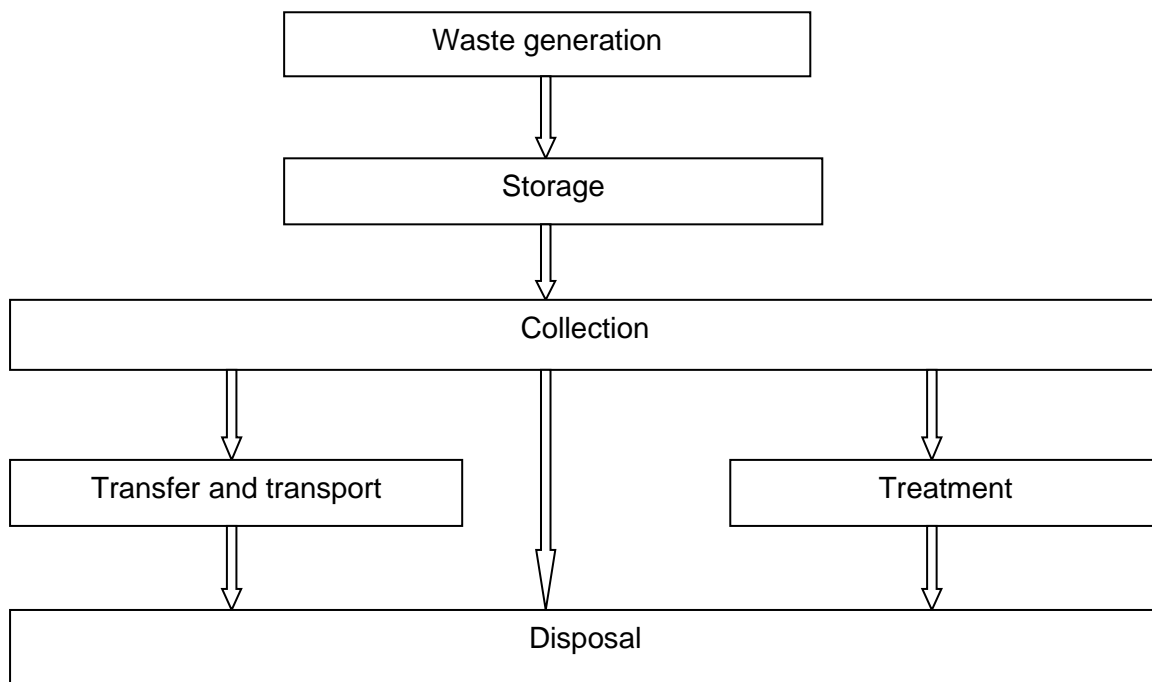 Waste generation
Storage
Collection
Transfer and transport
Treatment
Disposal